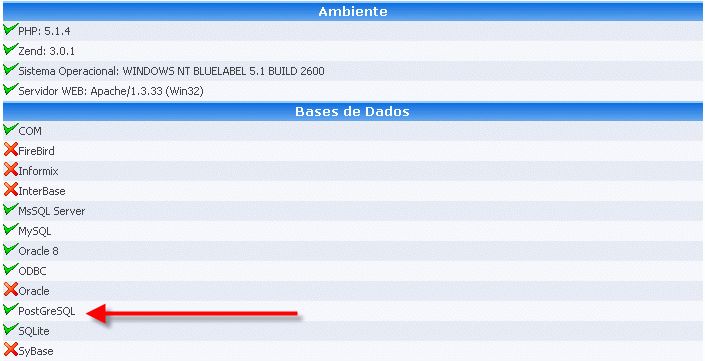 Ambiente
PHP: 5.1.4
Zend: 3.0.1
Sistema Operacional: WINDOWS NT BLUELABEL 5.1 BUILD 2600
Servidor WEB: Apache/1.3.33 (Win32)
Bases de Dados
COM
FireBird
Informix
InterBase
MsSQL Server
MySQL
Oracle 8
ODBC
Oracle
PostGreSQL
SQLite
SyBase